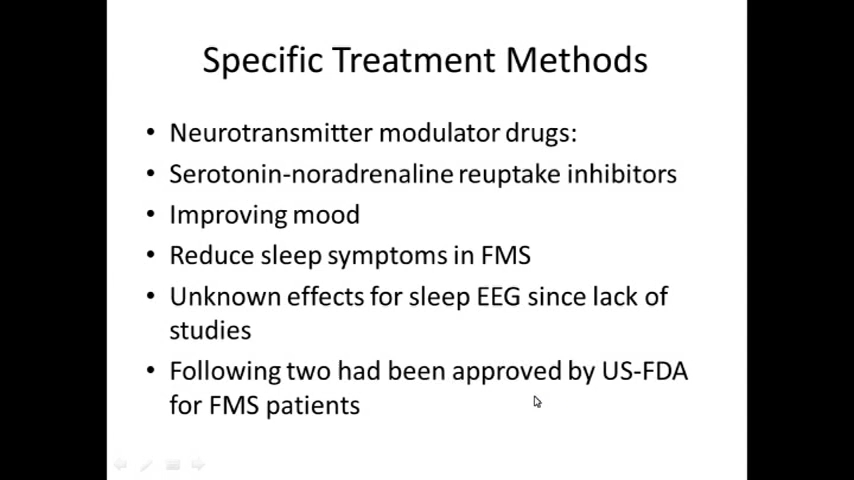 Specific Treatment Methods
• Neurotransmitter modulator drugs:
• Serotonin-noradrenaline reuptake inhibitors
• Improving mood
• Reduce sleep symptoms in FMS
• Unknown effects for sleep EEG since lack of
studies
• Following two had been approved by US-FDA
for FMS patients